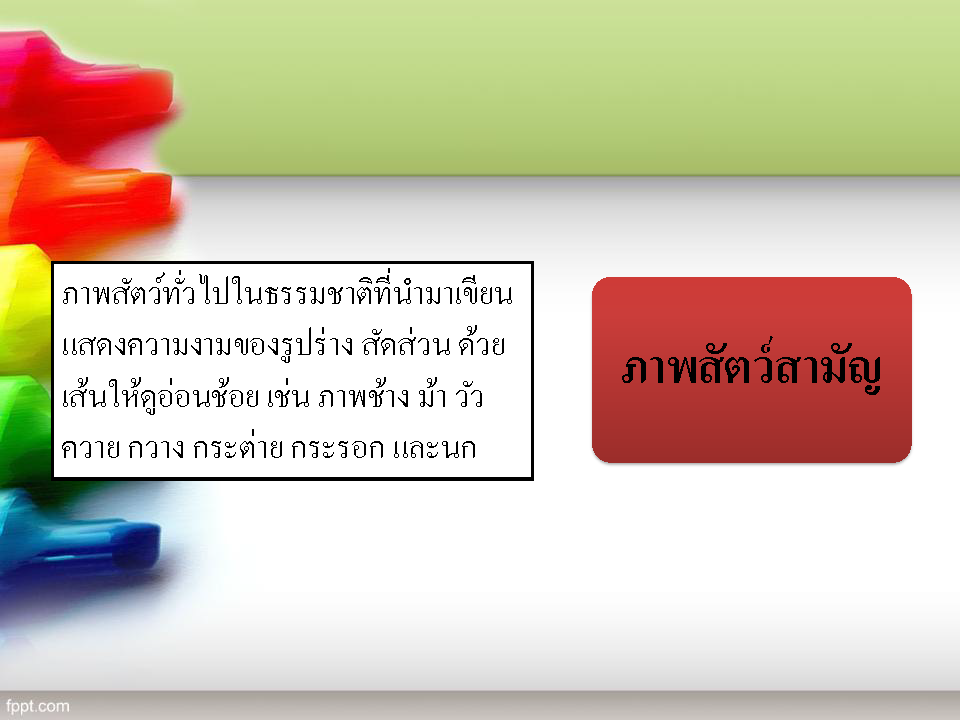 ภาพสัตว์ทั่วไปในธรรมชาติที่นำมาเขียน
แสดงความงามของรูปร่าง สัดส่วน ด้วย
เส้นให้ดูอ่อนช้อย เช่น ภาพช้าง ม้า วัว
ควาย กวาง กระต่าย กระรอก และนก
ภาพสัตว์สามัญ
fppt.com